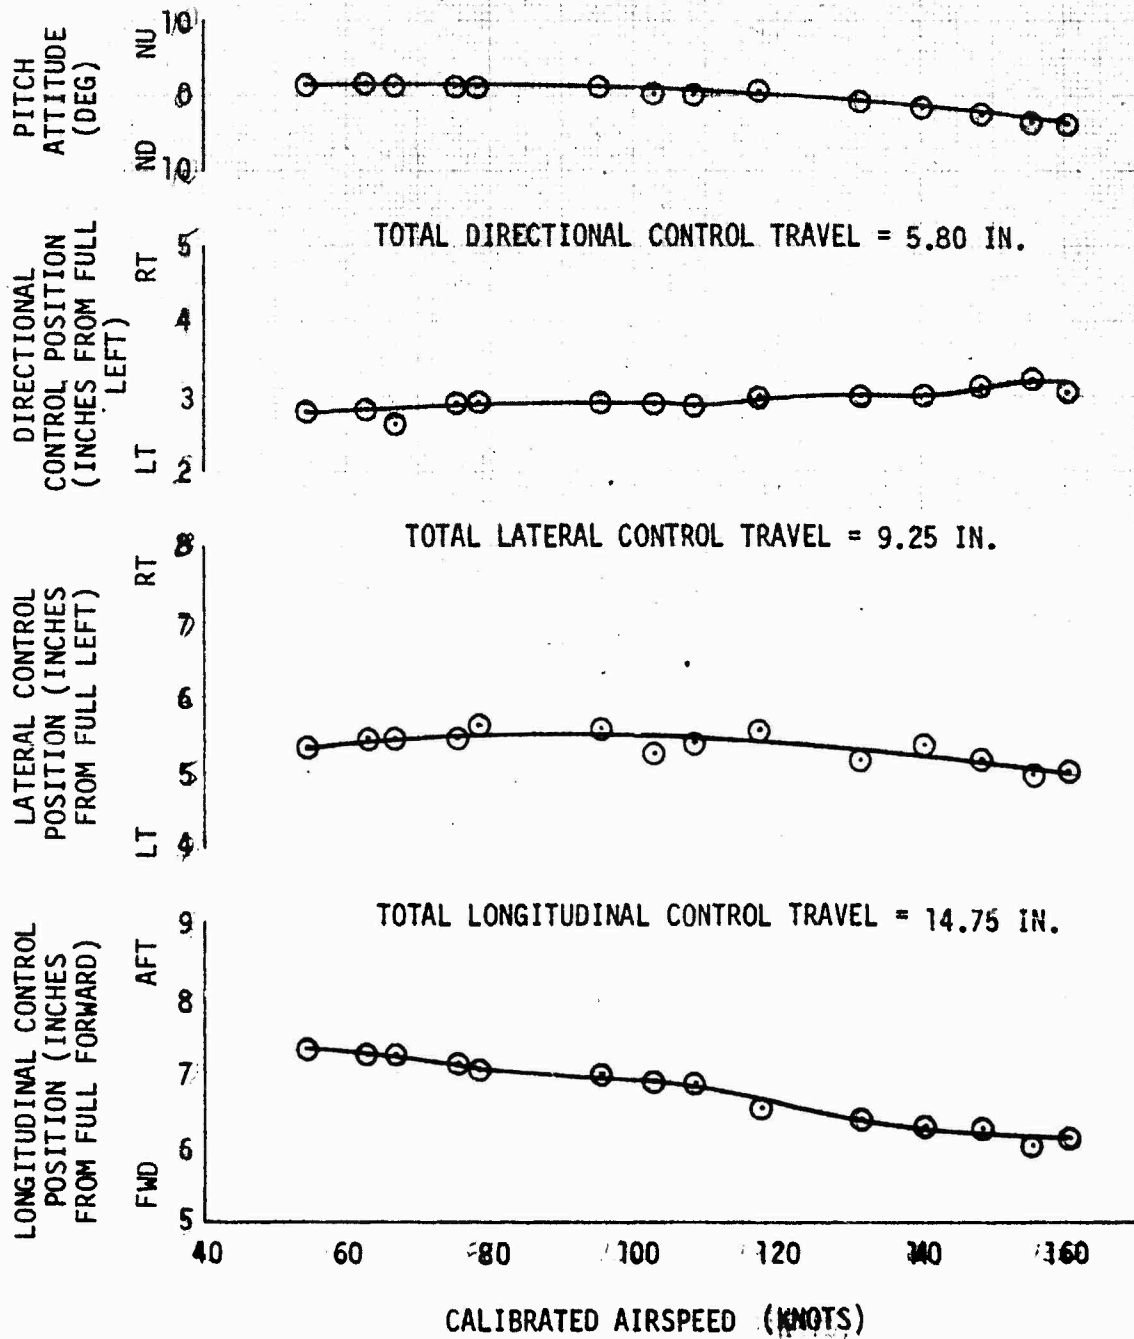 PITCH
ATTITUDE
(DEG)
ND NU
10
0
10
TOTAL DIRECTIONAL CONTROL TRAVEL = 5.80 IN.
DIRECTIONAL
CONTROL POSITION
(INCHES FROM FULL
LEFT)
LT RT
5
4
3
2
TOTAL LATERAL CONTROL TRAVEL = 9.25 IN.
LATERAL CONTROL
POSITION (INCHES
FROM FULL LEFT)
LT RT
8
7
6
5
4
TOTAL LONGITUDINAL CONTROL TRAVEL = 14.75 IN.
LONGITUDINAL CONTROL
POSITION (INCHES
FROM FULL FORWARD)
FWD AFT
9
8
7
6
5
40 60 80 100 120 140 160
CALIBRATED AIRSPEED (KNOTS)